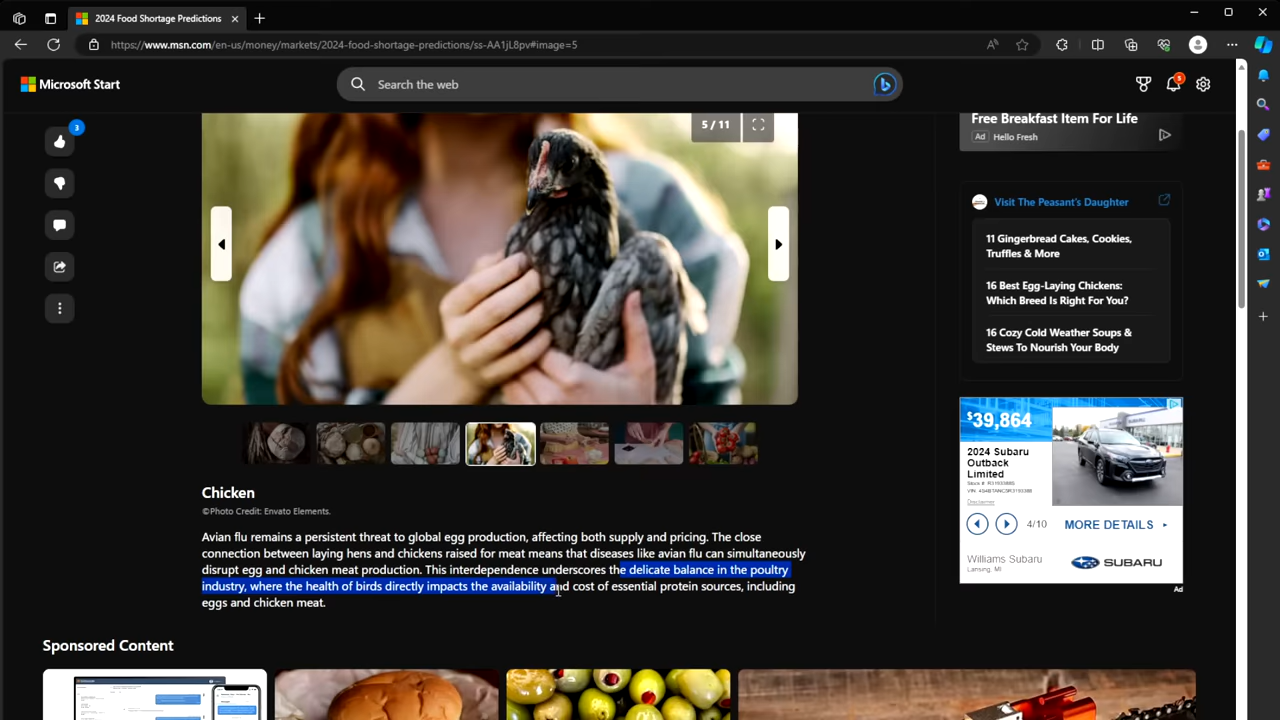 2024 Food Shortage Predictions
https://www.msn.com/en-us/money/markets/2024-food-shortage-predictions/ss-AA1jL8pv#image=5
Microsoft Start
Search the web
5
3
5 / 11
Free Breakfast Item For Life
Ad Hello Fresh
Visit The Peasant's Daughter
11 Gingerbread Cakes, Cookies,
Truffles & More
16 Best Egg-Laying Chickens:
Which Breed Is Right For You?
16 Cozy Cold Weather Soups &
Stews To Nourish Your Body
$39,864
2024 Subaru
Outback
Limited
Disclaimer
4/10
MORE DETAILS
Williams Subaru
Lansing, MI
SUBARU
Ad
Chicken
©Photo Credit: Envato Elements.
Avian flu remains a persistent threat to global egg production, affecting both supply and pricing. The close
connection between laying hens and chickens raised for meat means that diseases like avian flu can simultaneously
disrupt egg and chicken meat production. This interdependence underscores the delicate balance in the poultry
industry, where the health of birds directly impacts the availability and cost of essential protein sources, including
eggs and chicken meat.
Sponsored Content